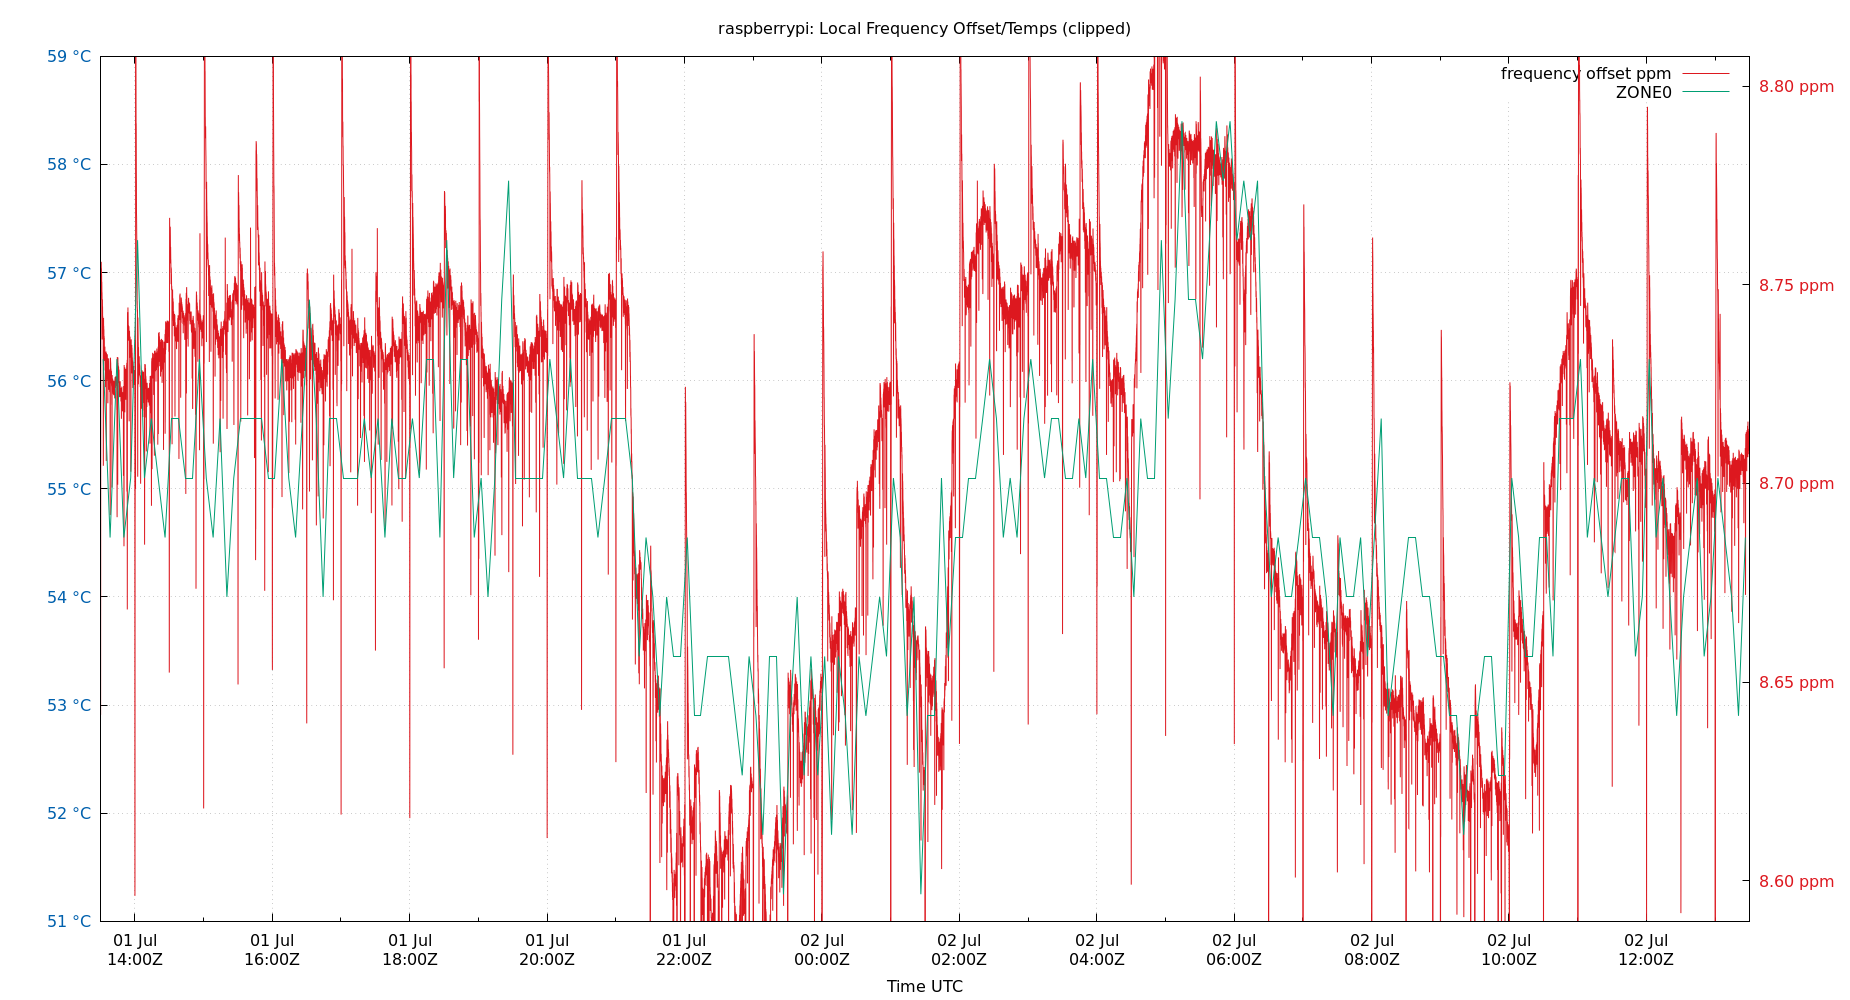 raspberrypi: Local Frequency Offset/Temps (clipped)
frequency offset ppm
ZONE0
59 °C
58 °C
57 °C
56 °C
55 °C
54 °C
53 °C
52 °C
51 °C
8.80 ppm
8.75 ppm
8.70 ppm
8.65 ppm
8.60 ppm
01 Jul 01 Jul 01 Jul 01 Jul 01 Jul 02 Jul 02 Jul 02 Jul 02 Jul 02 Jul 02 Jul 02 Jul
14:00Z 16:00Z 18:00Z 20:00Z 22:00Z 00:00Z 02:00Z 04:00Z 06:00Z 08:00Z 10:00Z 12:00Z
Time UTC